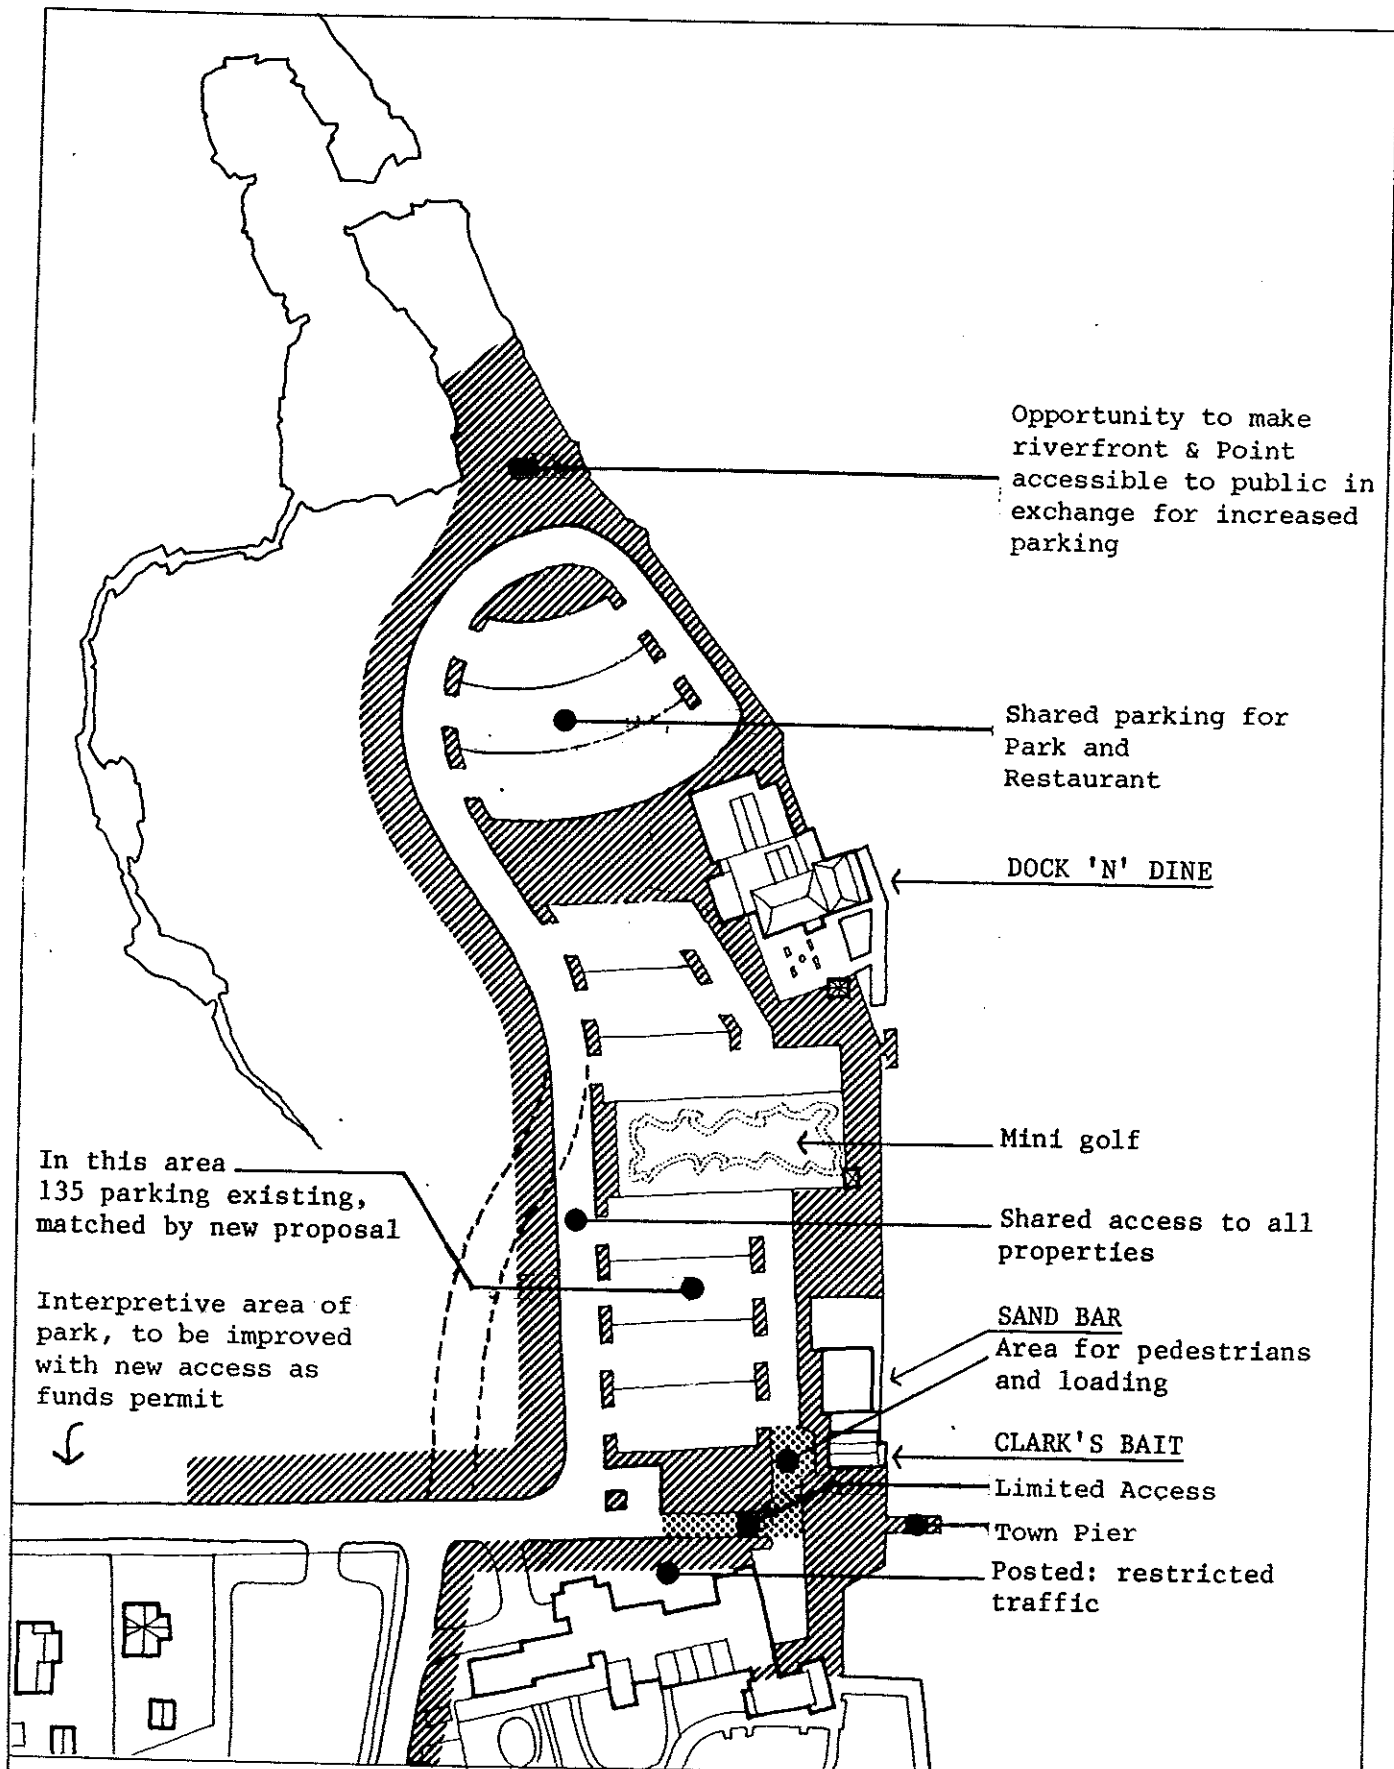 Opportunity to make
riverfront & Point
accessible to public in
exchange for increased
parking
Shared parking for
Park and
Restaurant
DOCK 'N' DINE
Mini golf
In this area
135 parking existing,
matched by new proposal
Shared access to all
properties
Interpretive area of
park, to be improved
with new access as
funds permit
SAND BAR
Area for pedestrians
and loading
CLARK'S BAIT
Limited Access
Town Pier
Posted: restricted
traffic